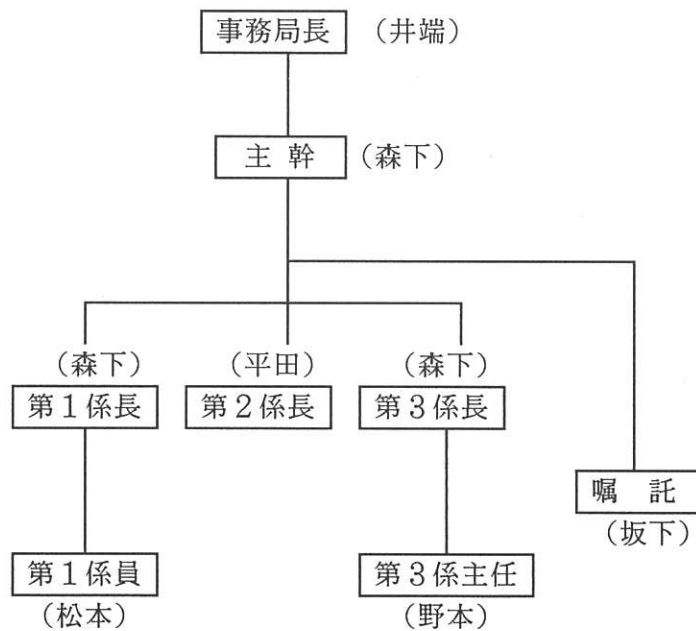 事務局長 （井端）
主 幹 （森下）
（森下） （平田） （森下）
第１係長 第２係長 第３係長
嘱 託
（坂下）
第１係員 第３係主任
（松本） （野本）